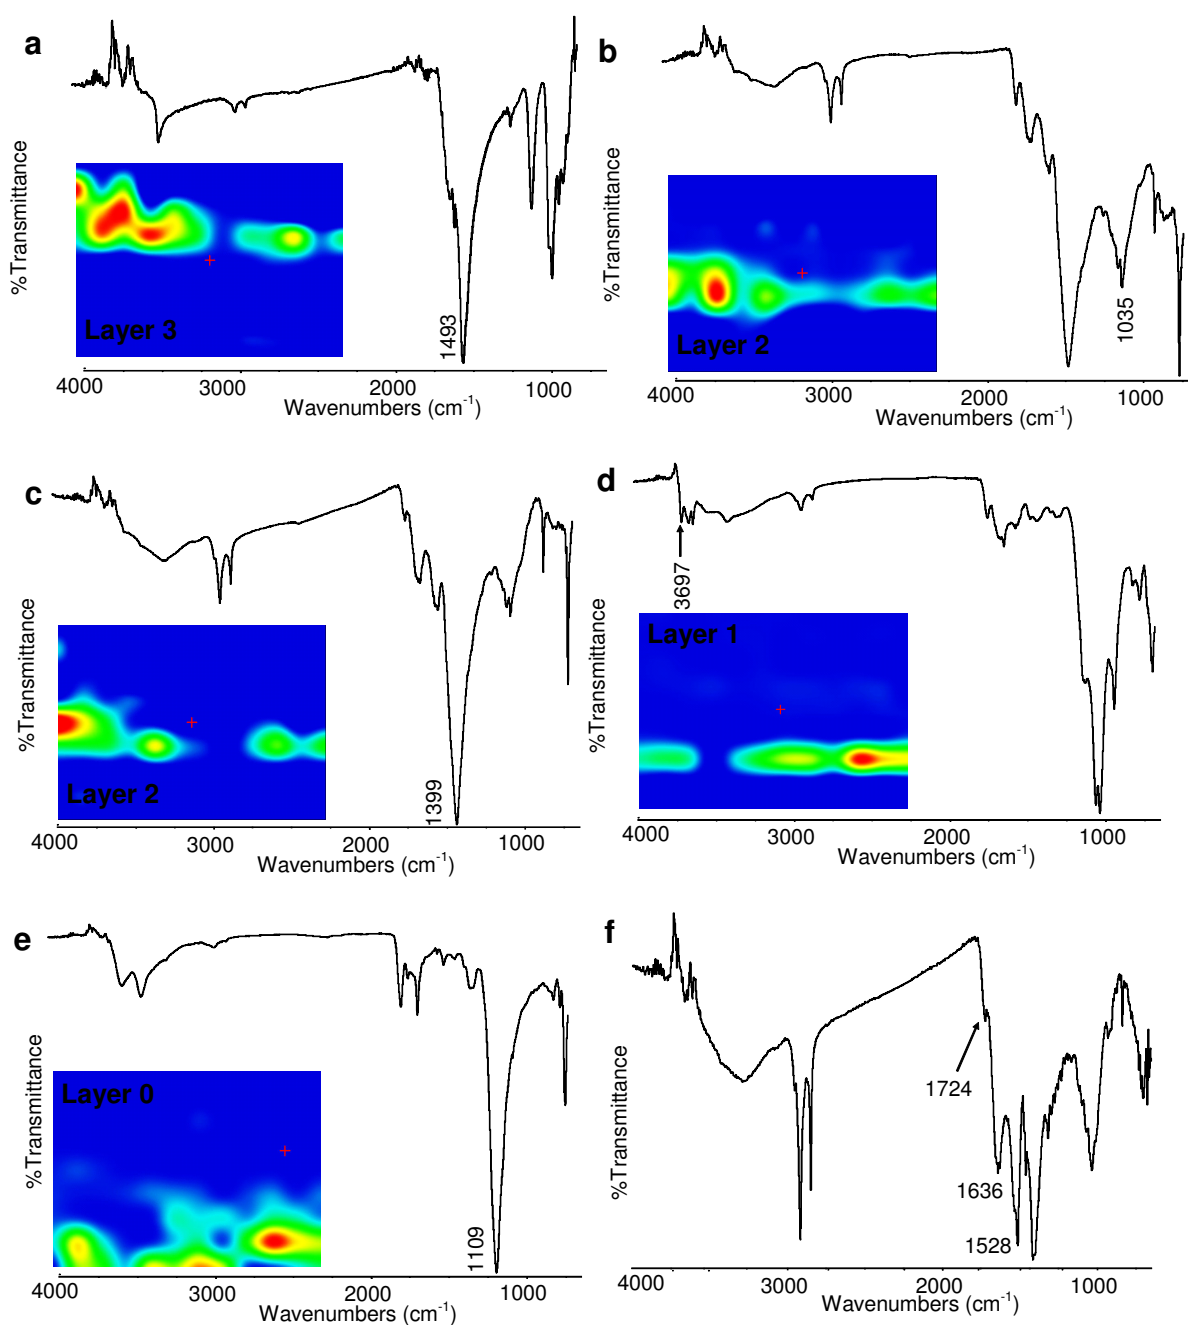 a
%Transmittance
Layer 3
1493
4000 3000 2000 1000
Wavenumbers (cm-1)
b
%Transmittance
Layer 2
1035
4000 3000 2000 1000
Wavenumbers (cm-1)
c
%Transmittance
Layer 2
1399
4000 3000 2000 1000
Wavenumbers (cm-1)
d
%Transmittance
3697
Layer 1
4000 3000 2000 1000
Wavenumbers (cm-1)
e
%Transmittance
Layer 0
1109
4000 3000 2000 1000
Wavenumbers (cm-1)
f
%Transmittance
1724
1636
1528
4000 3000 2000 1000
Wavenumbers (cm-1)